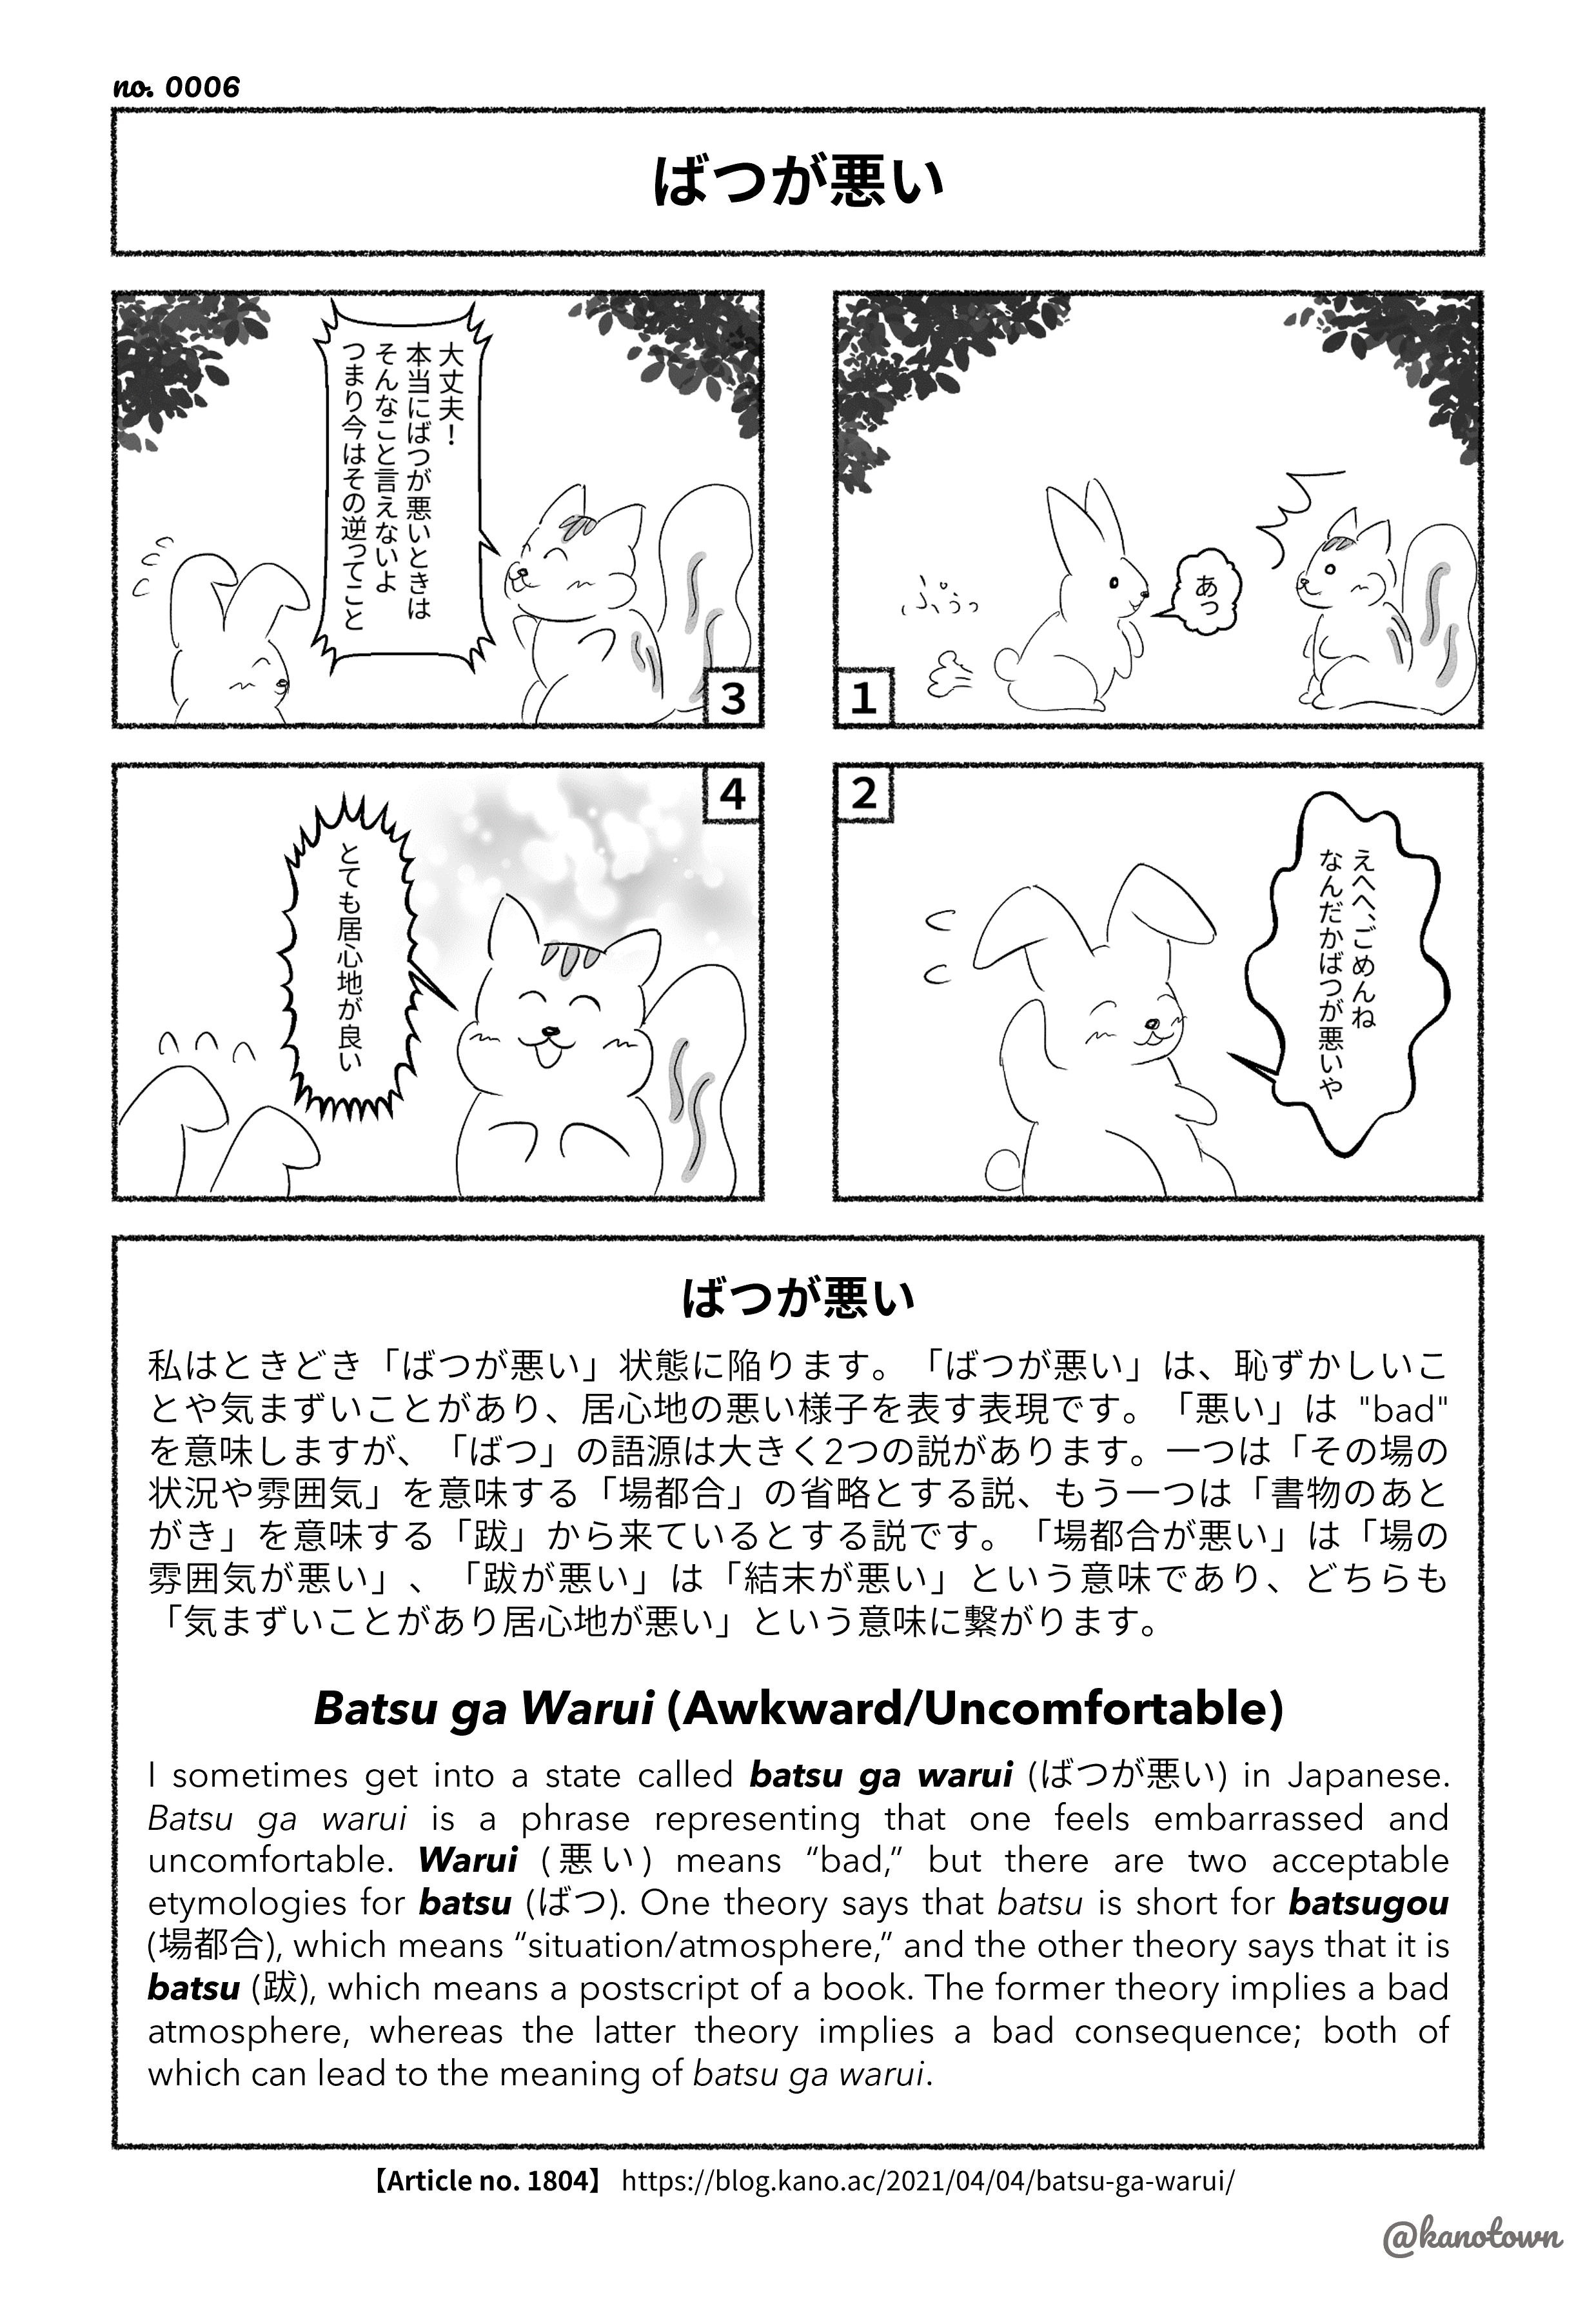 no. 0006
ばつが悪い
1
あっ
ぷぅっ
2
えへへ、ごめんね
なんだかばつが悪いや
3
大丈夫！
本当にばつが悪いときは
そんなこと言えないよ
つまり今はその逆ってこと
4
とても居心地が良い
ばつが悪い
私はときどき「ばつが悪い」状態に陥ります。「ばつが悪い」は、恥ずかしいこ
とや気まずいことがあり、居心地の悪い様子を表す表現です。「悪い」は "bad"
を意味しますが、「ばつ」の語源は大きく2つの説があります。一つは「その場の
状況や雰囲気」を意味する「場都合」の省略とする説、もう一つは「書物のあと
がき」を意味する「跋」から来ているとする説です。「場都合が悪い」は「場の
雰囲気が悪い」、「跋が悪い」は「結末が悪い」という意味であり、どちらも
「気まずいことがあり居心地が悪い」という意味に繋がります。
Batsu ga Warui (Awkward/Uncomfortable)
I sometimes get into a state called batsu ga warui (ばつが悪い) in Japanese.
Batsu ga warui is a phrase representing that one feels embarrassed and
uncomfortable. Warui (悪い) means “bad,” but there are two acceptable
etymologies for batsu (ばつ). One theory says that batsu is short for batsugou
(場都合), which means “situation/atmosphere,” and the other theory says that it is
batsu (跋), which means a postscript of a book. The former theory implies a bad
atmosphere, whereas the latter theory implies a bad consequence; both of
which can lead to the meaning of batsu ga warui.
【Article no. 1804】 https://blog.kano.ac/2021/04/04/batsu-ga-warui/
@kanotown